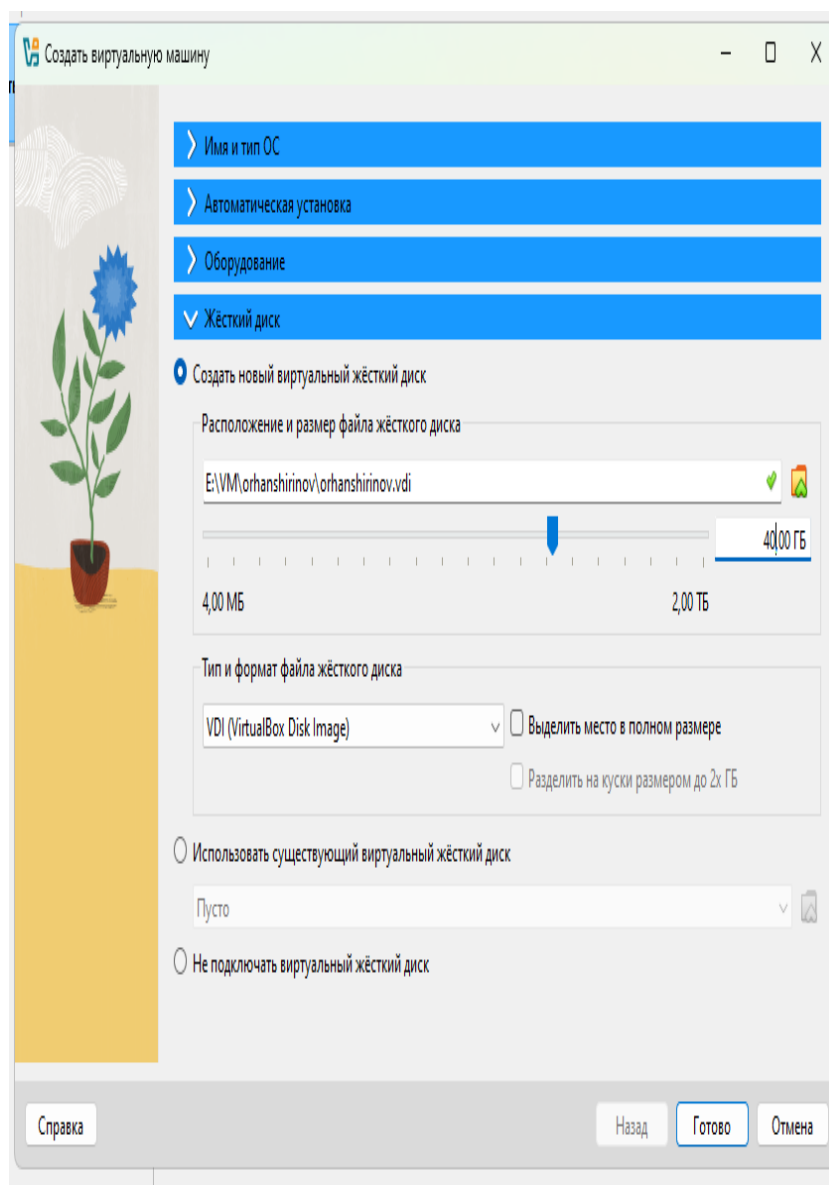 Создать виртуальную машину
Имя и тип ОС
Автоматическая установка
Оборудование
Жёсткий диск
Создать новый виртуальный жёсткий диск
Расположение и размер файла жёсткого диска
E:\VM\orhanshirinov\orhanshirinov.vdi
40,00 ГБ
4,00 МБ
2,00 ТБ
Тип и формат файла жёсткого диска
VDI (VirtualBox Disk Image)
Выделить место в полном размере
Разделить на куски размером до 2х ГБ
Использовать существующий виртуальный жёсткий диск
Пусто
Не подключать виртуальный жёсткий диск
Справка
Назад
Готово
Отмена